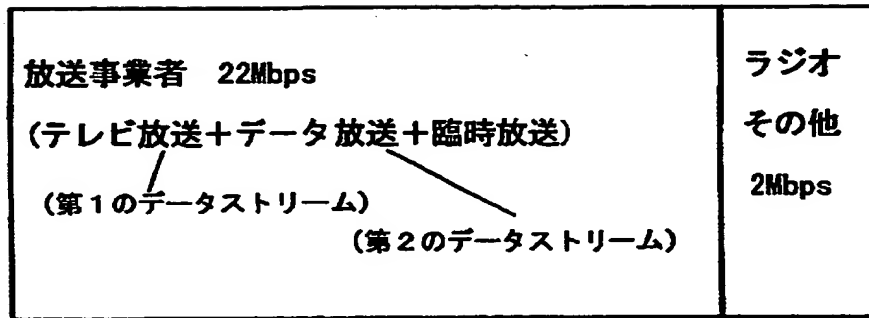 放送事業者 22Mbps
(テレビ放送+データ放送+臨時放送)
(第1のデータストリーム)
(第2のデータストリーム)
ラジオ
その他
2Mbps